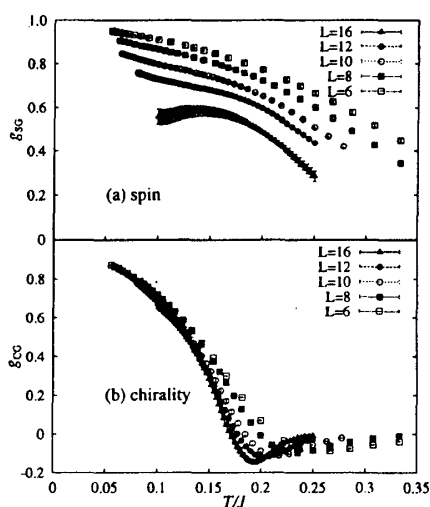 1.0
0.8
0.6
0.4
0.2
0
g_SG
(a) spin
L=16
L=12
L=10
L=8
L=6
0.8
0.6
0.4
0.2
0
-0.2
g_CG
(b) chirality
L=16
L=12
L=10
L=8
L=6
0 0.05 0.1 0.15 0.2 0.25 0.3 0.35
T/J